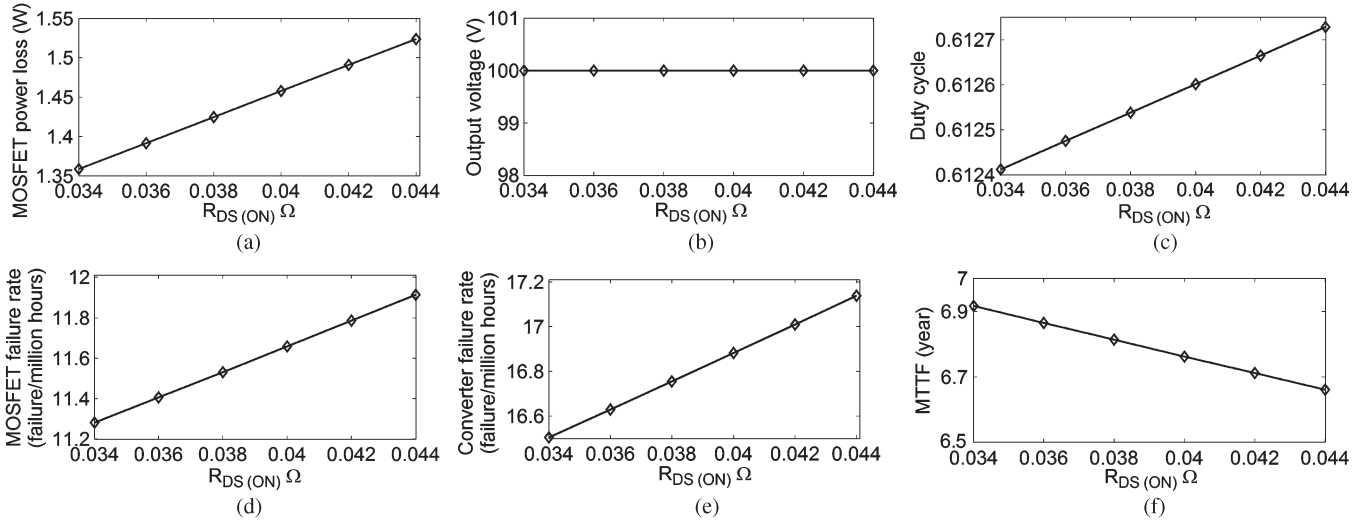 MOSFET power loss (W)
1.55
1.5
1.45
1.4
1.35
0.034 0.036 0.038 0.04 0.042 0.044
R_DS (ON) Ω
(a)
Output voltage (V)
101
100
99
98
0.034 0.036 0.038 0.04 0.042 0.044
R_DS (ON) Ω
(b)
Duty cycle
0.6127
0.6126
0.6125
0.6124
0.034 0.036 0.038 0.04 0.042 0.044
R_DS (ON) Ω
(c)
MOSFET failure rate
(failure/million hours)
12
11.8
11.6
11.4
11.2
0.034 0.036 0.038 0.04 0.042 0.044
R_DS (ON) Ω
(d)
Converter failure rate
(failure/million hours)
17.2
17
16.8
16.6
0.034 0.036 0.038 0.04 0.042 0.044
R_DS (ON) Ω
(e)
MTTF (year)
7
6.9
6.7
6.5
0.034 0.036 0.038 0.04 0.042 0.044
R_DS (ON) Ω
(f)